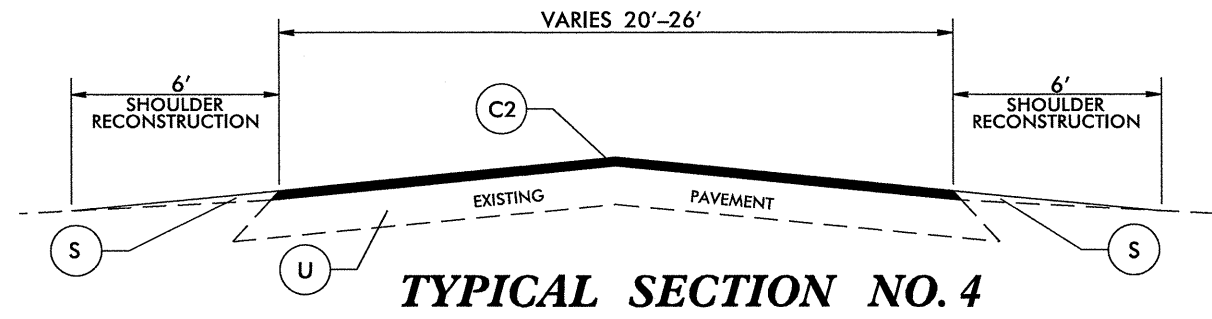 VARIES 20'–26'
6'
SHOULDER
RECONSTRUCTION
C2
6'
SHOULDER
RECONSTRUCTION
EXISTING PAVEMENT
S
U
S
TYPICAL SECTION NO. 4